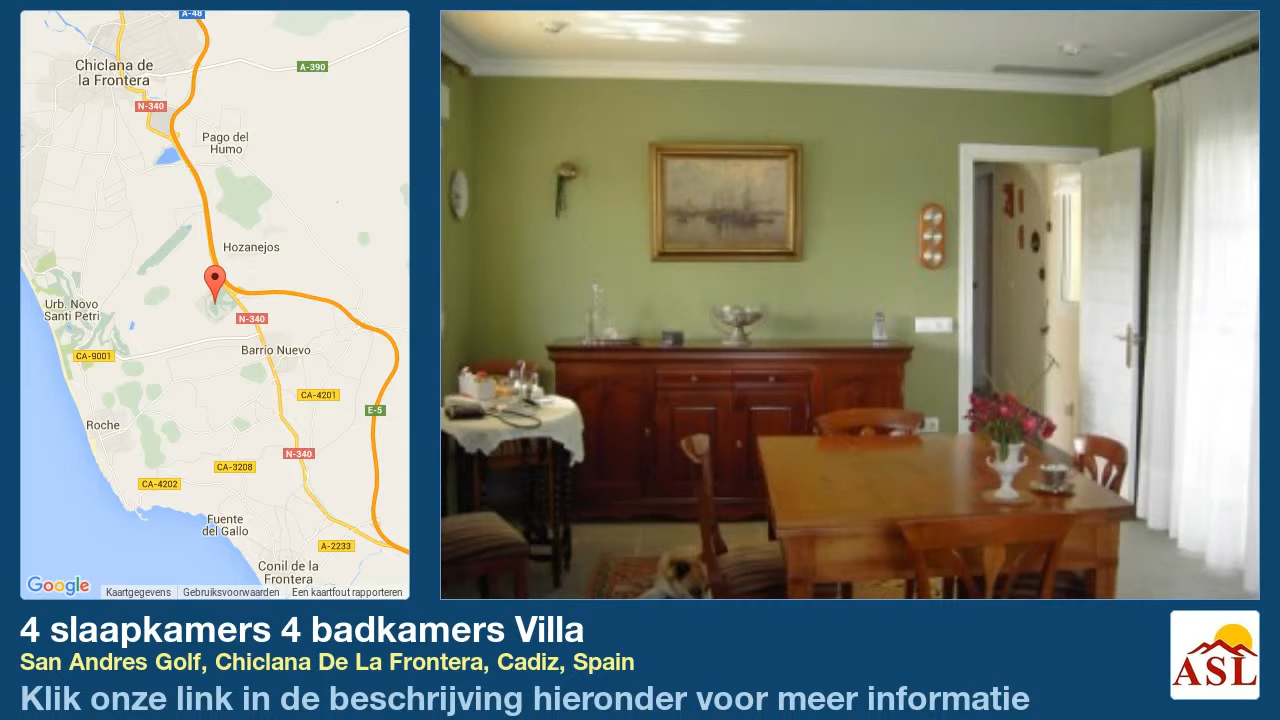 A-48
Chiclana de
la Frontera
A-390
N-340
Pago del
Humo
Hozanejos
Urb. Novo
Santi Petri
N-340
CA-9001
Barrio Nuevo
CA-4201
E-5
Roche
N-340
CA-3208
CA-4202
Fuente
del Gallo
A-2233
Conil de la
Frontera
Google
Kaartgegevens
Gebruiksvoorwaarden
Een kaartfout rapporteren
4 slaapkamers 4 badkamers Villa
San Andres Golf, Chiclana De La Frontera, Cadiz, Spain
Klik onze link in de beschrijving hieronder voor meer informatie
ASL